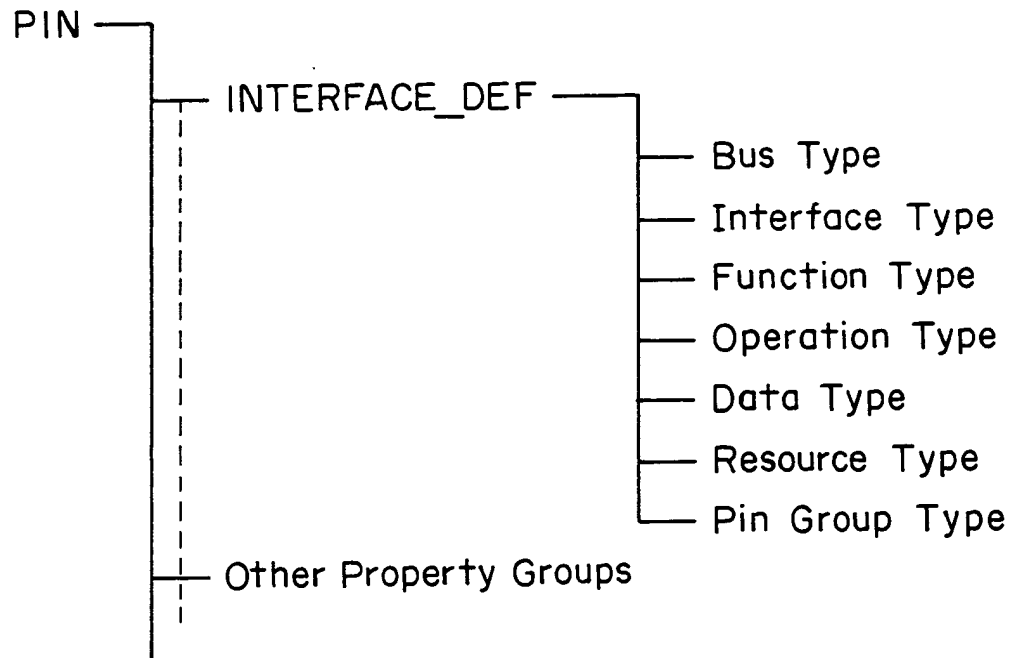 PIN
INTERFACE_DEF
Bus Type
Interface Type
Function Type
Operation Type
Data Type
Resource Type
Pin Group Type
Other Property Groups